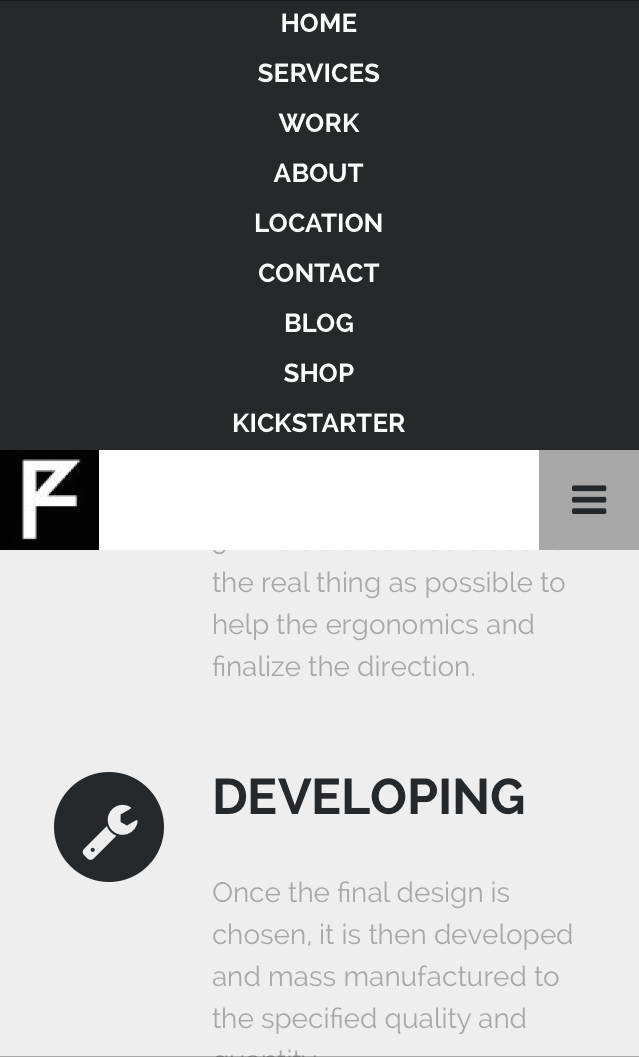 HOME
SERVICES
WORK
ABOUT
LOCATION
CONTACT
BLOG
SHOP
KICKSTARTER
the real thing as possible to
help the ergonomics and
finalize the direction.
DEVELOPING
Once the final design is
chosen, it is then developed
and mass manufactured to
the specified quality and